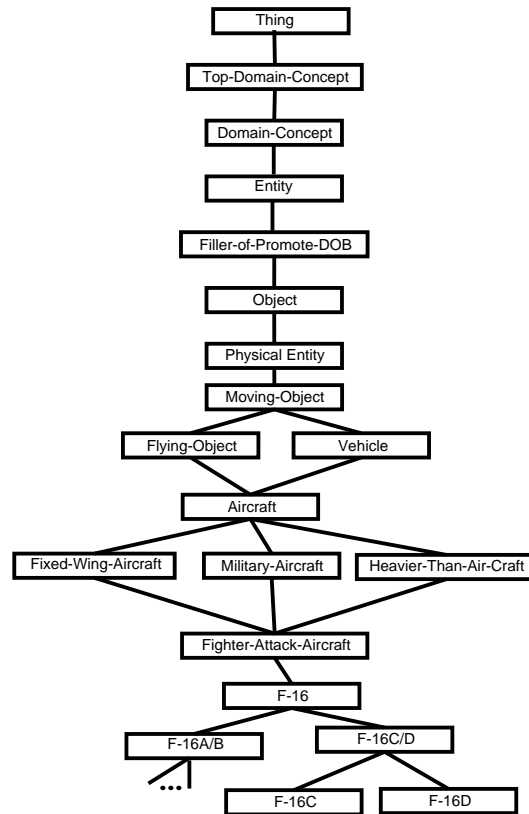 Thing
Top-Domain-Concept
Domain-Concept
Entity
Filler-of-Promote-DOB
Object
Physical Entity
Moving-Object
Flying-Object
Vehicle
Aircraft
Fixed-Wing-Aircraft
Military-Aircraft
Heavier-Than-Air-Craft
Fighter-Attack-Aircraft
F-16
F-16A/B
F-16C/D
...
F-16C
F-16D